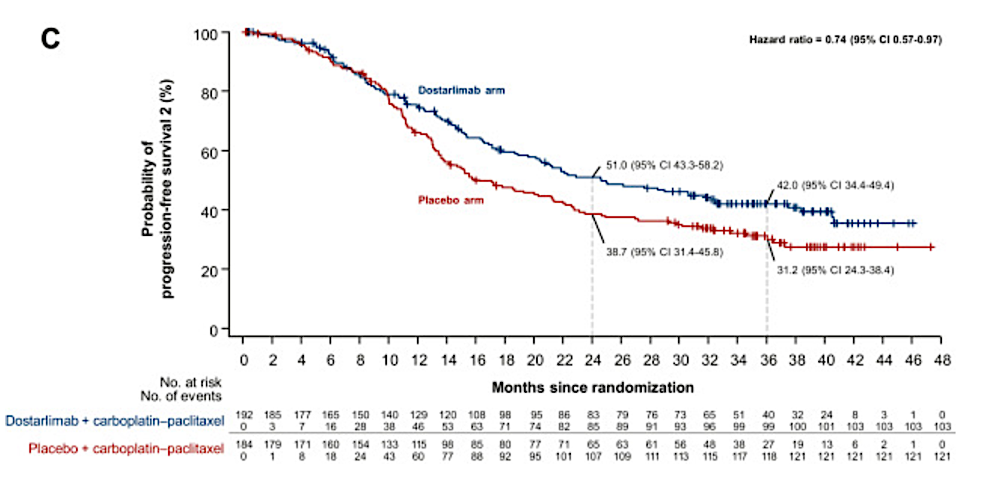 C
Hazard ratio = 0.74 (95% CI 0.57-0.97)
Probability of
progression-free survival 2 (%)
100
80
60
40
20
0
Dostarlimab arm
Placebo arm
51.0 (95% CI 43.3-58.2)
42.0 (95% CI 34.4-49.4)
38.7 (95% CI 31.4-45.8)
31.2 (95% CI 24.3-38.4)
0 2 4 6 8 10 12 14 16 18 20 22 24 26 28 30 32 34 36 38 40 42 44 46 48
Months since randomization
No. at risk
No. of events
Dostarlimab + carboplatin–paclitaxel
192 185 177 165 150 140 129 120 108 98 95 86 83 79 76 73 65 51 40 32 24 8 3 1 0
0 3 7 16 28 38 46 53 63 71 74 82 85 89 91 93 96 99 99 100 101 103 103 103 103
Placebo + carboplatin–paclitaxel
184 179 171 160 154 133 115 98 85 80 77 71 65 63 61 56 48 38 27 19 13 6 2 1 0
0 1 8 18 24 43 60 77 88 92 95 101 107 109 111 113 115 117 118 121 121 121 121 121 121